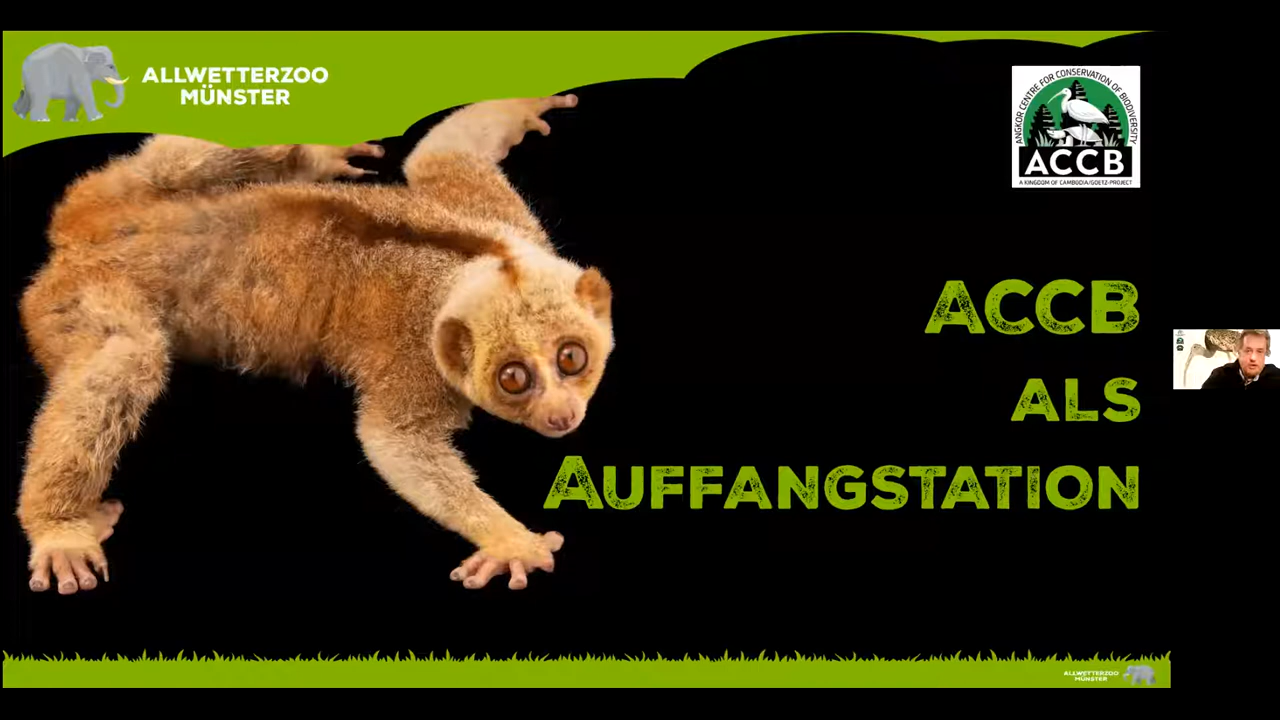 ALLWETTERZOO
MÜNSTER
ANGKOR CENTRE FOR CONSERVATION OF BIODIVERSITY
ACCB
A KINGDOM OF CAMBODIA/GOETZ-PROJECT
ACCB
ALS
AUFFANGSTATION
ALLWETTERZOO
MÜNSTER